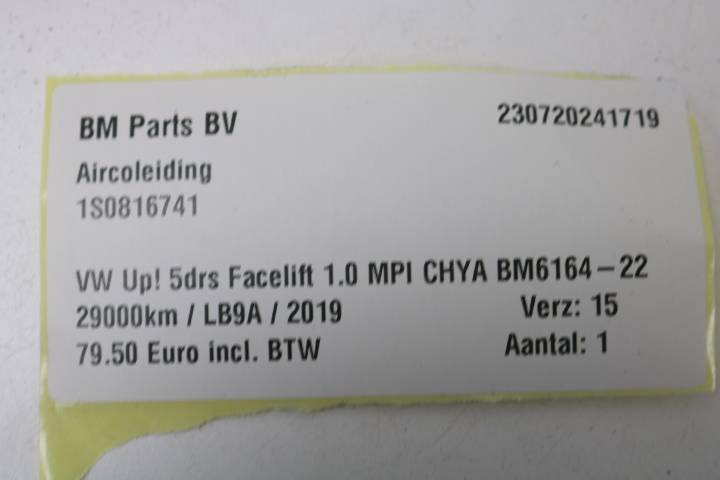 BM Parts BV 230720241719
Aircoleiding
1S0816741
VW Up! 5drs Facelift 1.0 MPI CHYA BM6164-22
29000km / LB9A / 2019 Verz: 15
79.50 Euro incl. BTW Aantal: 1